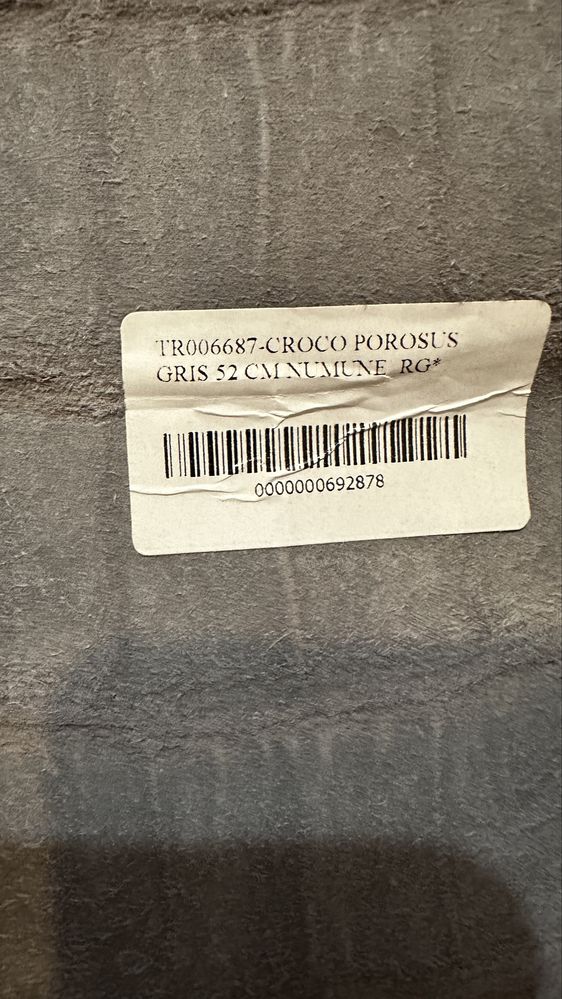 TR006687-CROCO POROSUS
GRIS 52 CM NUMUNE RG*
0000000692878